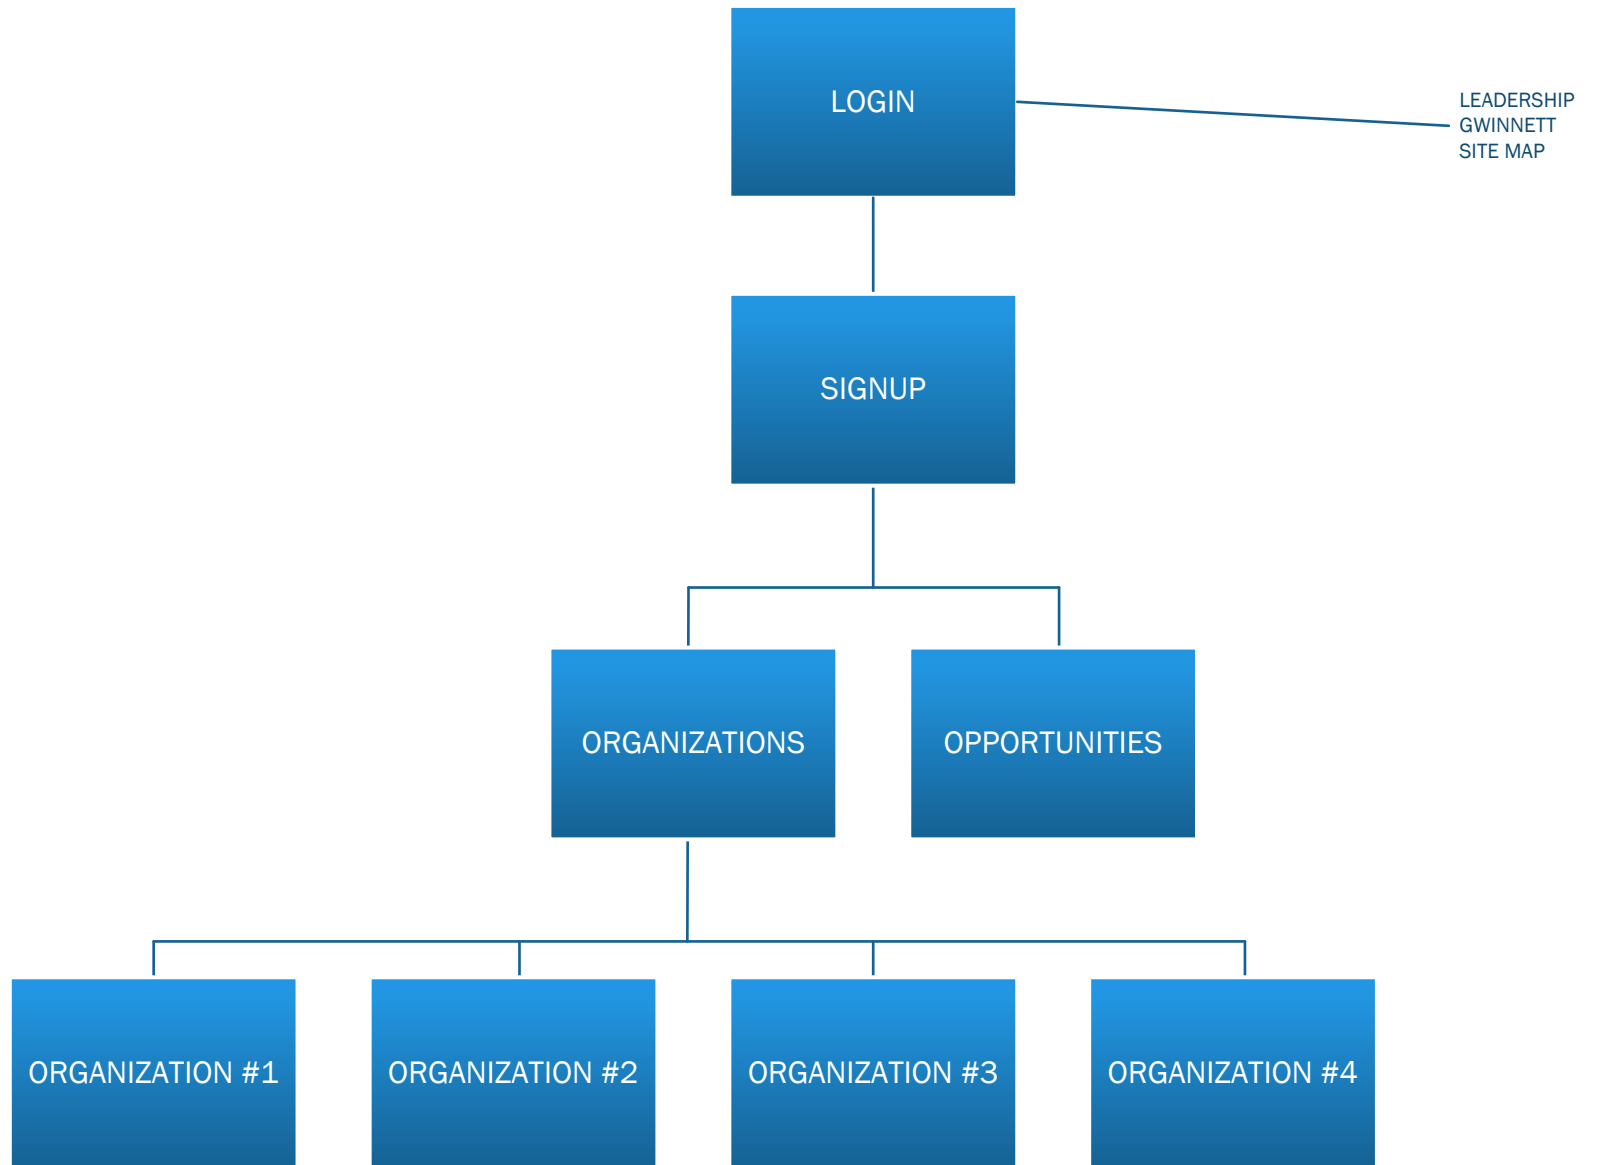 LOGIN
LEADERSHIP
GWINNETT
SITE MAP
SIGNUP
ORGANIZATIONS
OPPORTUNITIES
ORGANIZATION #1
ORGANIZATION #2
ORGANIZATION #3
ORGANIZATION #4